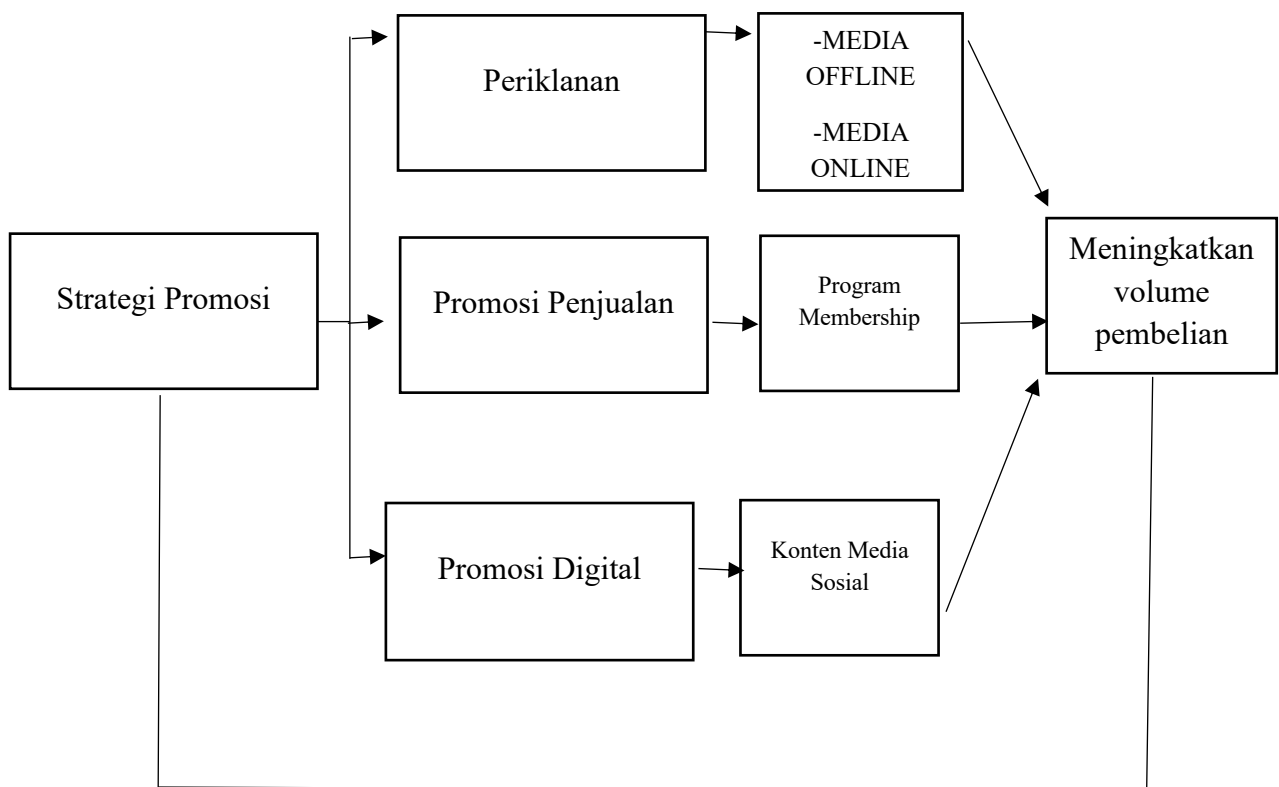 Periklanan
-MEDIA
OFFLINE
-MEDIA
ONLINE
Strategi Promosi
Promosi Penjualan
Program
Membership
Meningkatkan
volume
pembelian
Promosi Digital
Konten Media
Sosial